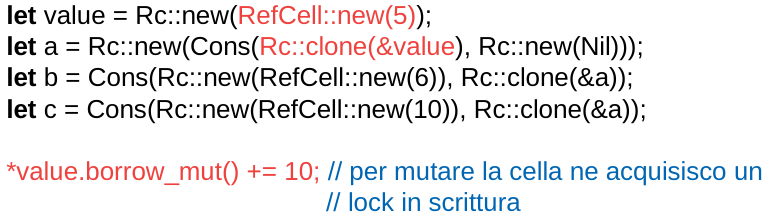 let value = Rc::new(RefCell::new(5));
let a = Rc::new(Cons(Rc::clone(&value), Rc::new(Nil)));
let b = Cons(Rc::new(RefCell::new(6)), Rc::clone(&a));
let c = Cons(Rc::new(RefCell::new(10)), Rc::clone(&a));
*value.borrow_mut() += 10; // per mutare la cella ne acquisisco un
// lock in scrittura